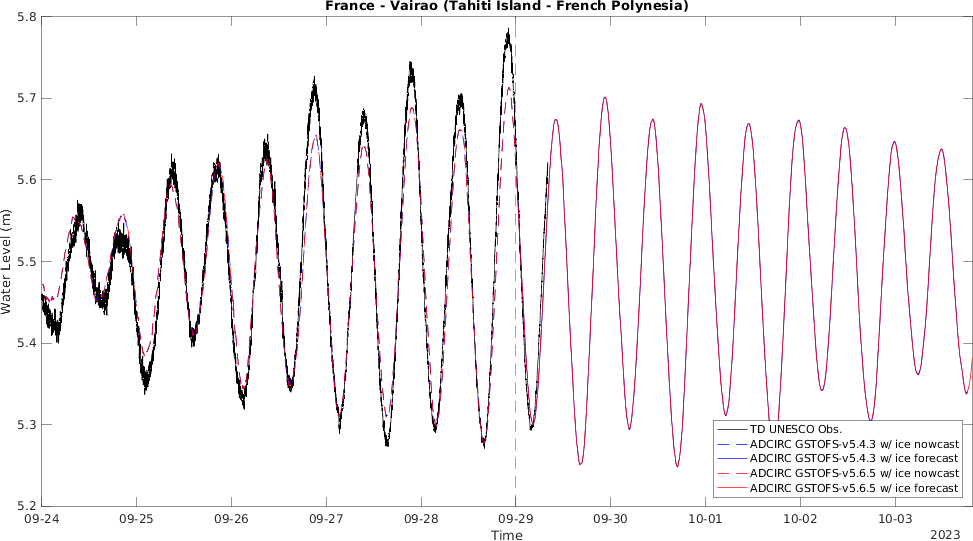 France - Vairao (Tahiti Island - French Polynesia)
5.8
5.7
5.6
5.5
5.4
5.3
5.2
Water Level (m)
TD UNESCO Obs.
ADCIRC GSTOFS-v5.4.3 w/ ice nowcast
ADCIRC GSTOFS-v5.4.3 w/ ice forecast
ADCIRC GSTOFS-v5.6.5 w/ ice nowcast
ADCIRC GSTOFS-v5.6.5 w/ ice forecast
09-24 09-25 09-26 09-27 09-28 09-29 09-30 10-01 10-02 10-03
Time
2023